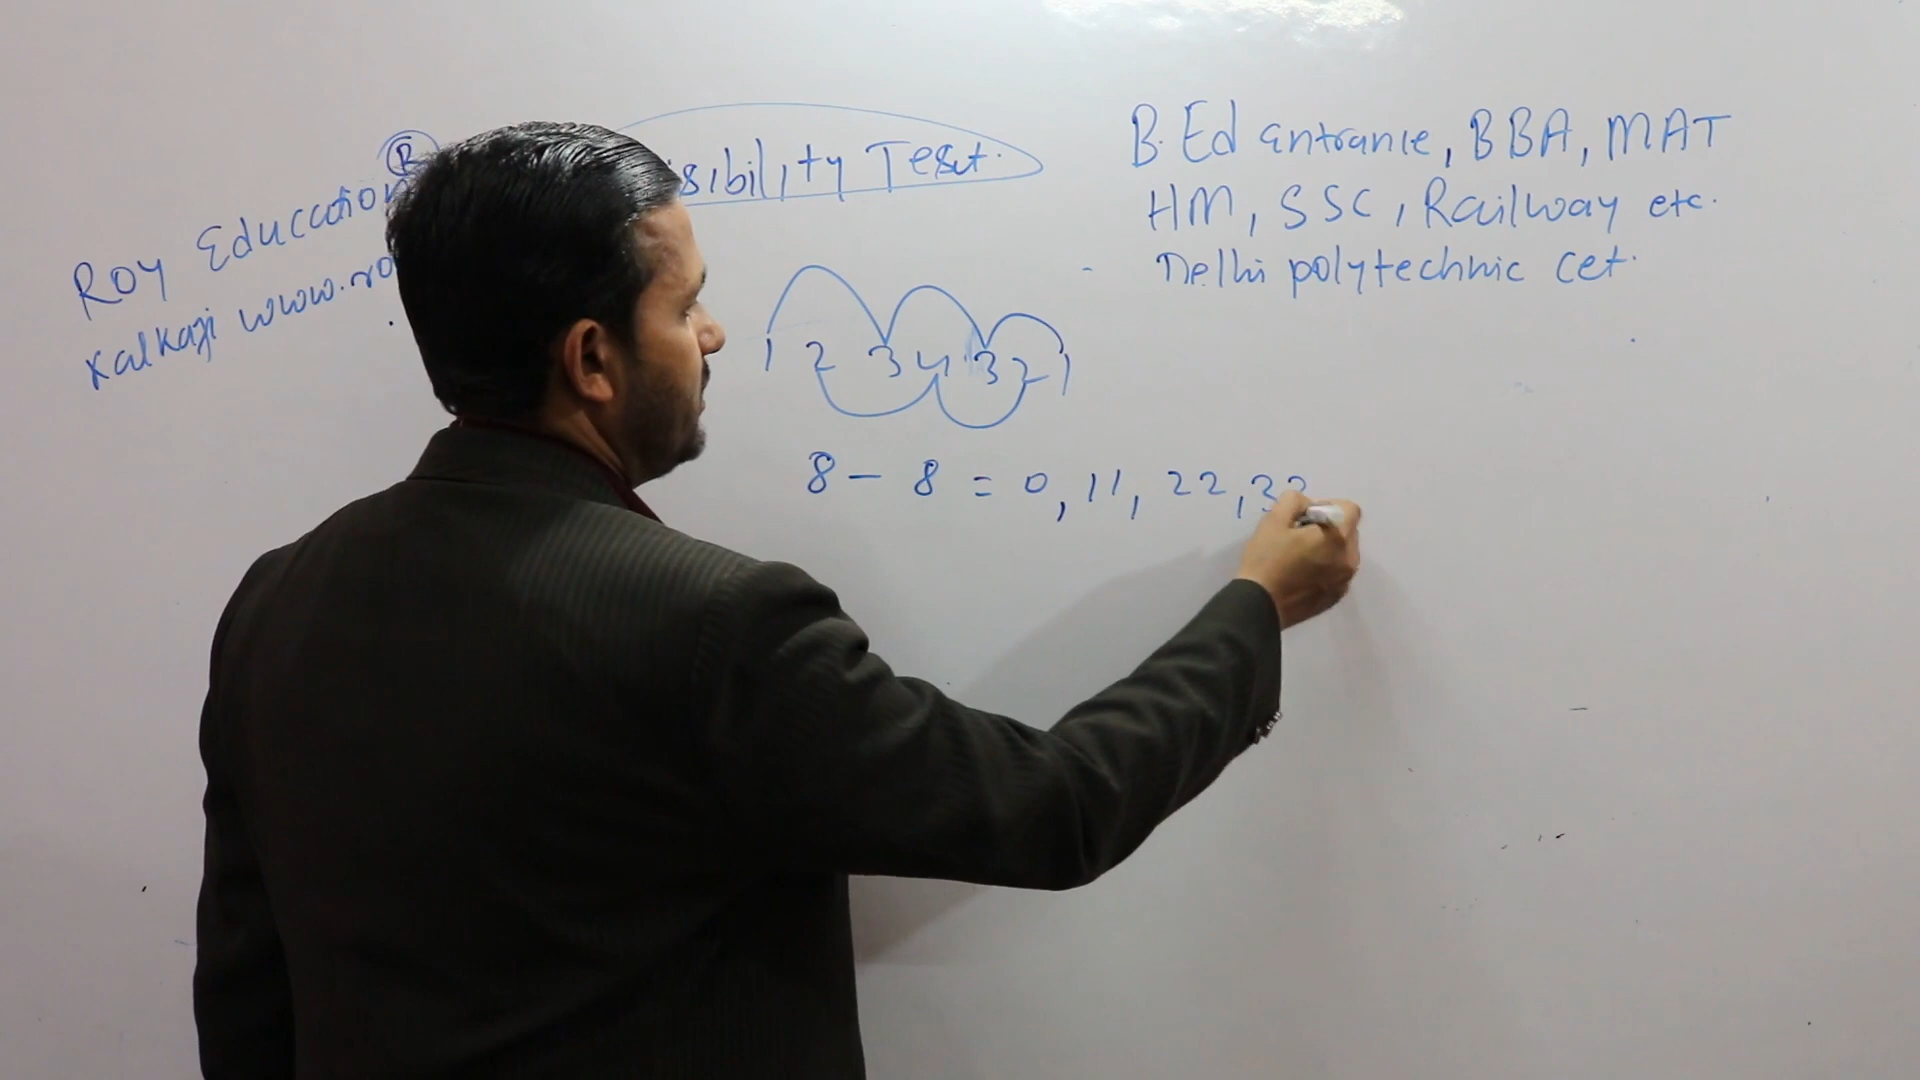 Roy Education
Kalkaji www.ro
sibility Test.
B.Ed entrance, BBA, MAT
HM, SSC, Railway etc.
Delhi polytechnic cet.
1 2 3 4 3 2 1
8 - 8 = 0, 11, 22, 33